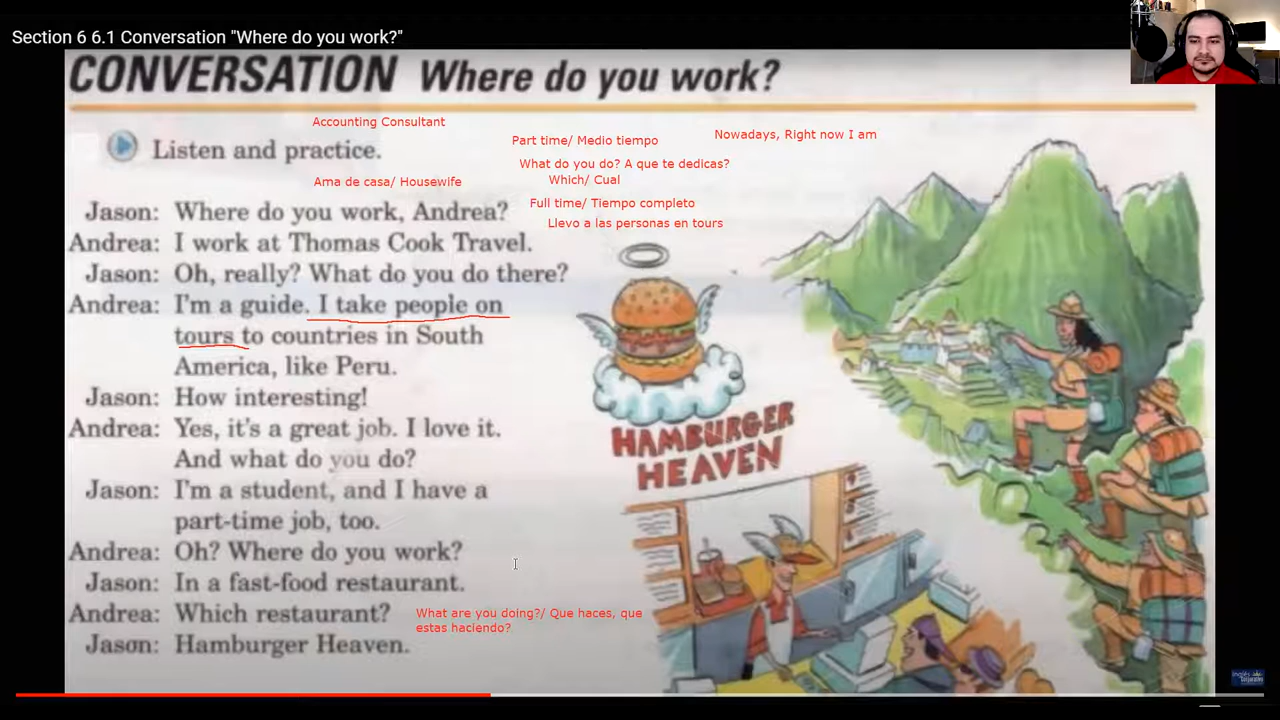 Section 6 6.1 Conversation "Where do you work?"
CONVERSATION Where do you work?
Accounting Consultant
Nowadays, Right now I am
Part time/ Medio tiempo
Listen and practice.
What do you do? A que te dedicas?
Which/ Cual
Ama de casa/ Housewife
Full time/ Tiempo completo
Llevo a las personas en tours
Jason: Where do you work, Andrea?
Andrea: I work at Thomas Cook Travel.
Jason: Oh, really? What do you do there?
Andrea: I'm a guide. I take people on
tours to countries in South
America, like Peru.
Jason: How interesting!
Andrea: Yes, it's a great job. I love it.
And what do you do?
Jason: I'm a student, and I have a
part-time job, too.
Andrea: Oh? Where do you work?
Jason: In a fast-food restaurant.
Andrea: Which restaurant?
Jason: Hamburger Heaven.
What are you doing?/ Que haces, que
estas haciendo?
HAMBURGER
HEAVEN